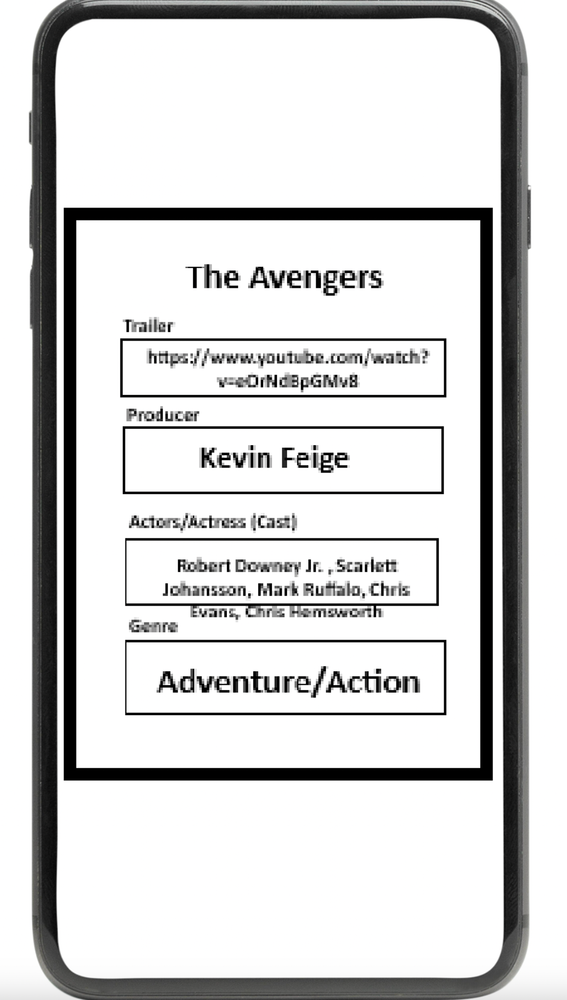 The Avengers
Trailer
https://www.youtube.com/watch?
v=eOrNdBpGMv8
Producer
Kevin Feige
Actors/Actress (Cast)
Robert Downey Jr. , Scarlett
Johansson, Mark Ruffalo, Chris
Evans, Chris Hemsworth
Genre
Adventure/Action